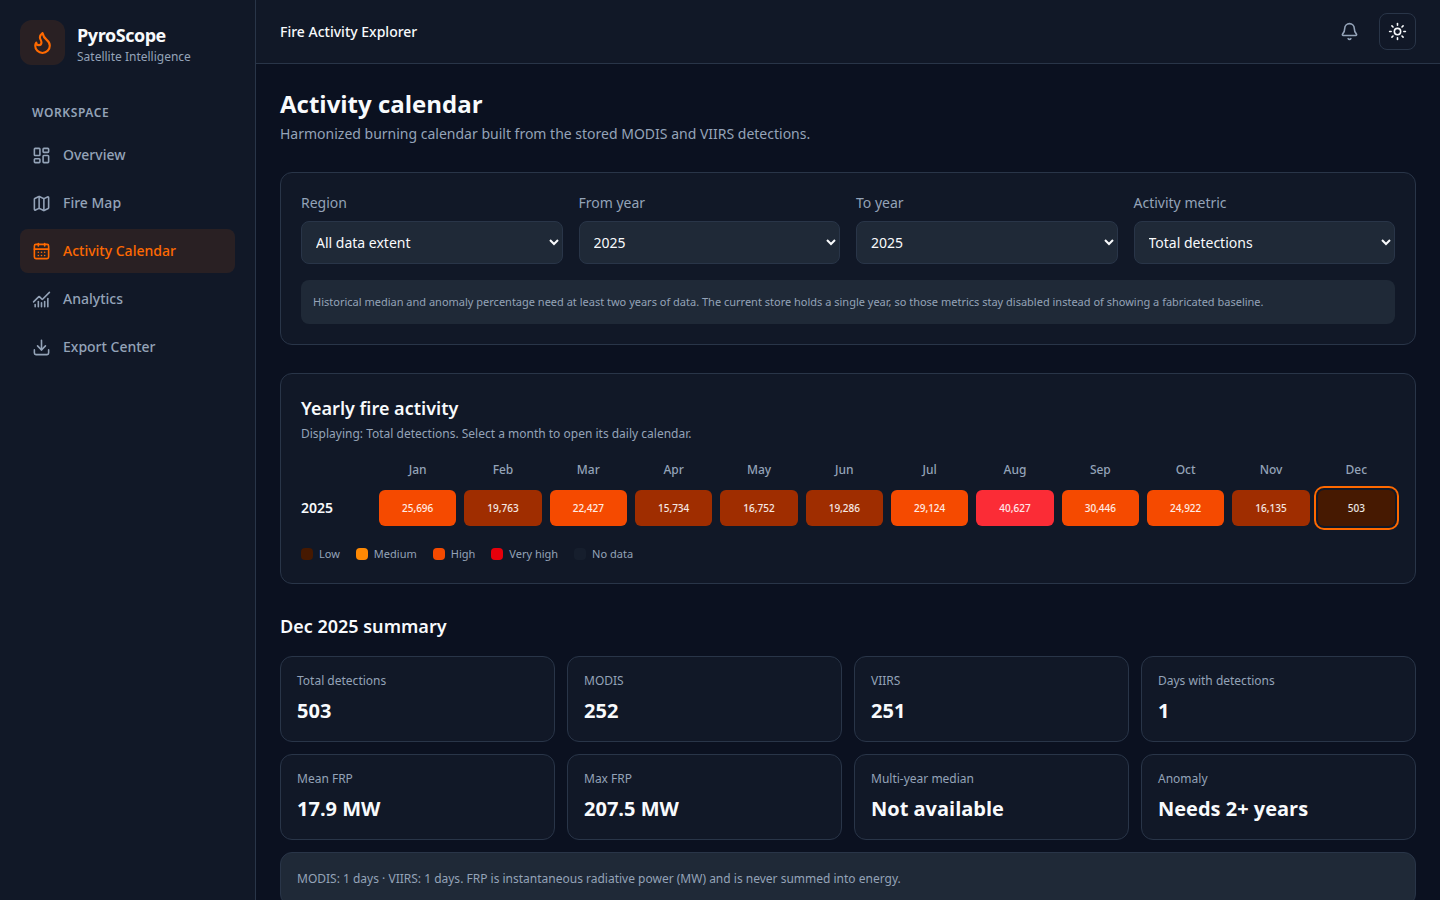 PyroScope
Satellite Intelligence
WORKSPACE
Overview
Fire Map
Activity Calendar
Analytics
Export Center
Fire Activity Explorer
Activity calendar
Harmonized burning calendar built from the stored MODIS and VIIRS detections.
Region From year To year Activity metric
All data extent 2025 2025 Total detections
Historical median and anomaly percentage need at least two years of data. The current store holds a single year, so those metrics stay disabled instead of showing a fabricated baseline.
Yearly fire activity
Displaying: Total detections. Select a month to open its daily calendar.
Jan Feb Mar Apr May Jun Jul Aug Sep Oct Nov Dec
2025 25,696 19,763 22,427 15,734 16,752 19,286 29,124 40,627 30,446 24,922 16,135 503
Low Medium High Very high No data
Dec 2025 summary
Total detections MODIS VIIRS Days with detections
503 252 251 1
Mean FRP Max FRP Multi-year median Anomaly
17.9 MW 207.5 MW Not available Needs 2+ years
MODIS: 1 days · VIIRS: 1 days. FRP is instantaneous radiative power (MW) and is never summed into energy.